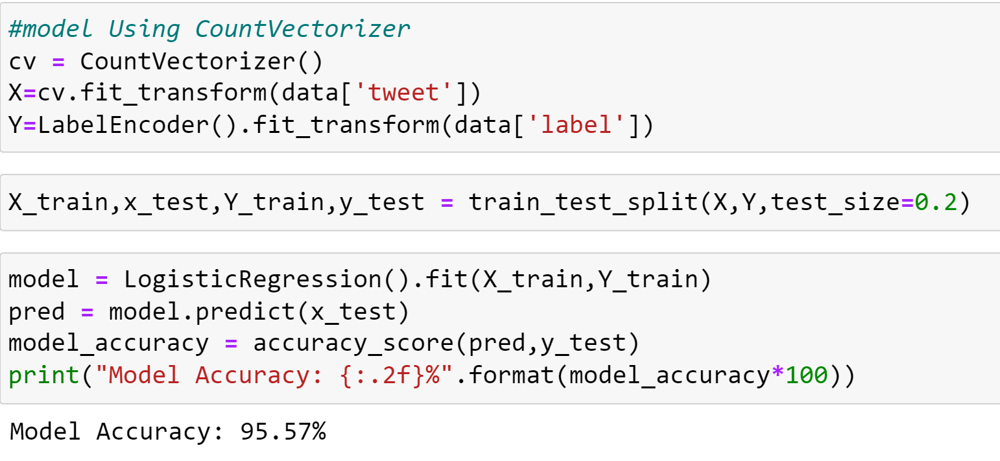 #model Using CountVectorizer
cv = CountVectorizer()
X=cv.fit_transform(data['tweet'])
Y=LabelEncoder().fit_transform(data['label'])
X_train,x_test,Y_train,y_test = train_test_split(X,Y,test_size=0.2)
model = LogisticRegression().fit(X_train,Y_train)
pred = model.predict(x_test)
model_accuracy = accuracy_score(pred,y_test)
print("Model Accuracy: {:.2f}%".format(model_accuracy*100))
Model Accuracy: 95.57%